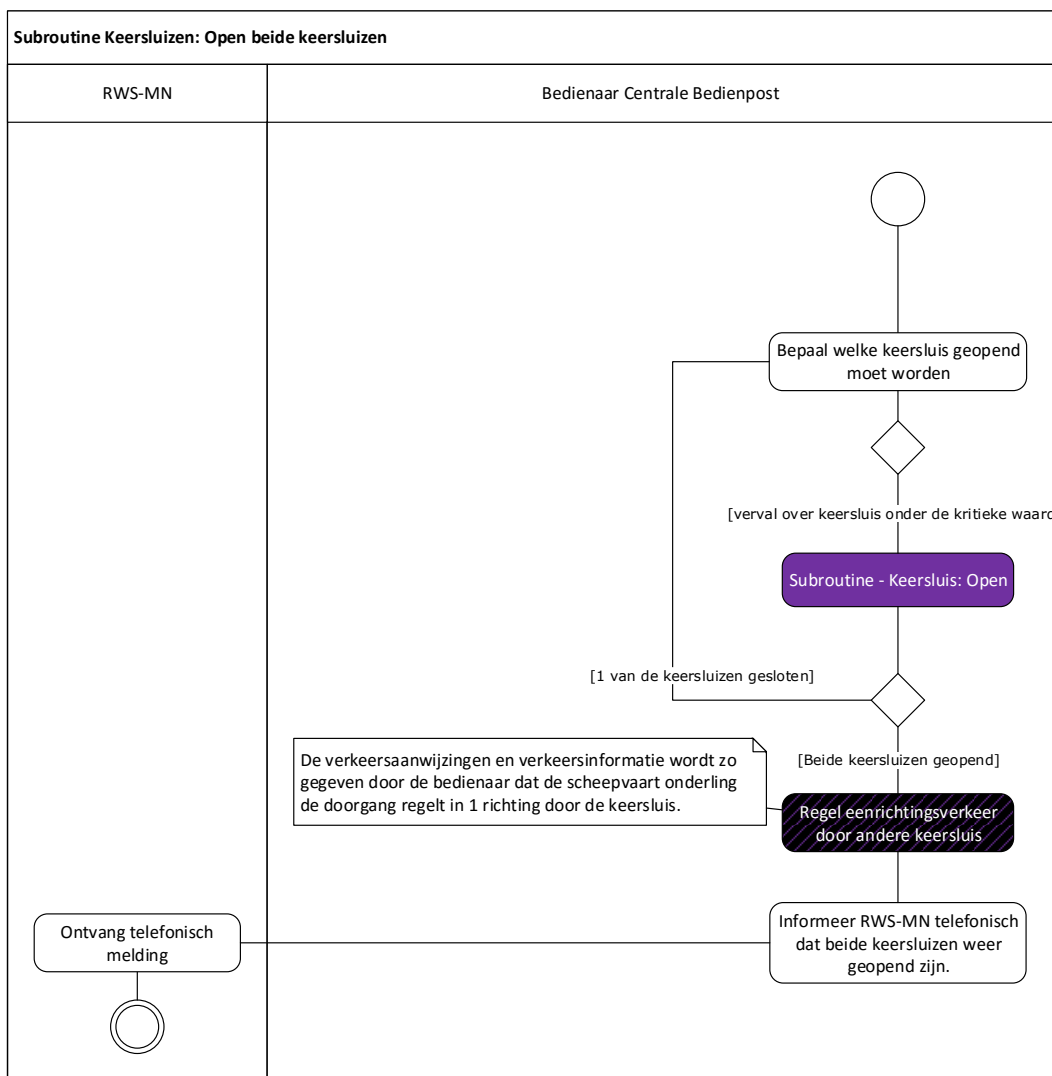 Subroutine Keersluizen: Open beide keersluizen
RWS-MN
Bedienaar Centrale Bedienpost
Bepaal welke keersluis geopend
moet worden
[verval over keersluis onder de kritieke waard
Subroutine - Keersluis: Open
[1 van de keersluizen gesloten]
[Beide keersluizen geopend]
De verkeersaanwijzingen en verkeersinformatie wordt zo
gegeven door de bedienaar dat de scheepvaart onderling
de doorgang regelt in 1 richting door de keersluis.
Regel eenrichtingsverkeer
door andere keersluis
Informeer RWS-MN telefonisch
dat beide keersluizen weer
geopend zijn.
Ontvang telefonisch
melding